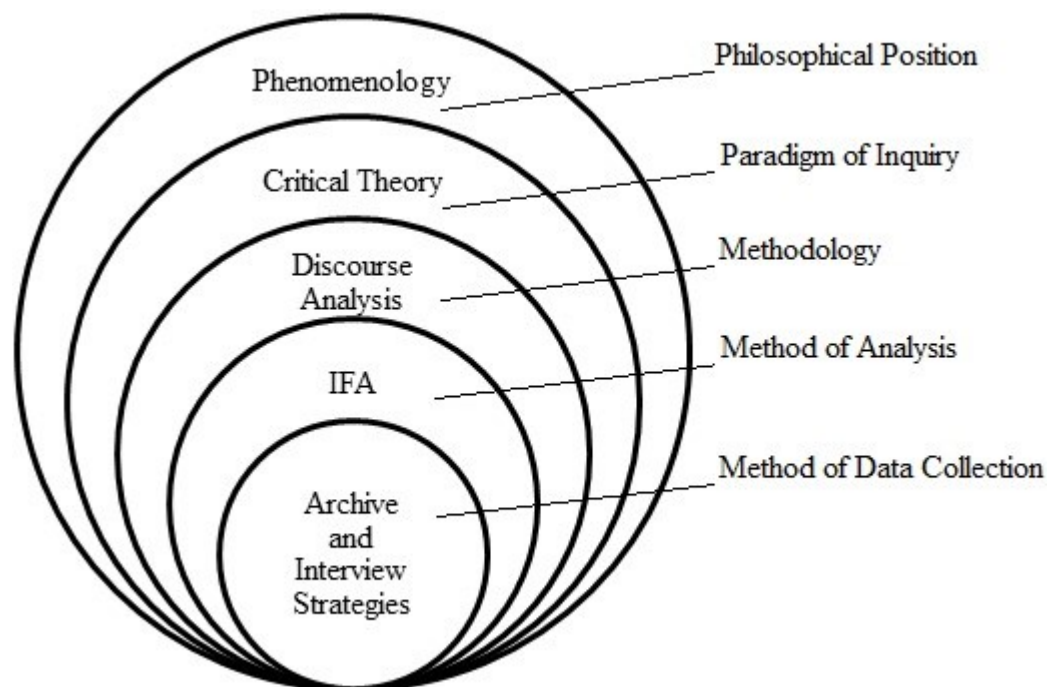 Phenomenology
Philosophical Position
Critical Theory
Paradigm of Inquiry
Discourse
Analysis
Methodology
IFA
Method of Analysis
Archive
and
Interview
Strategies
Method of Data Collection